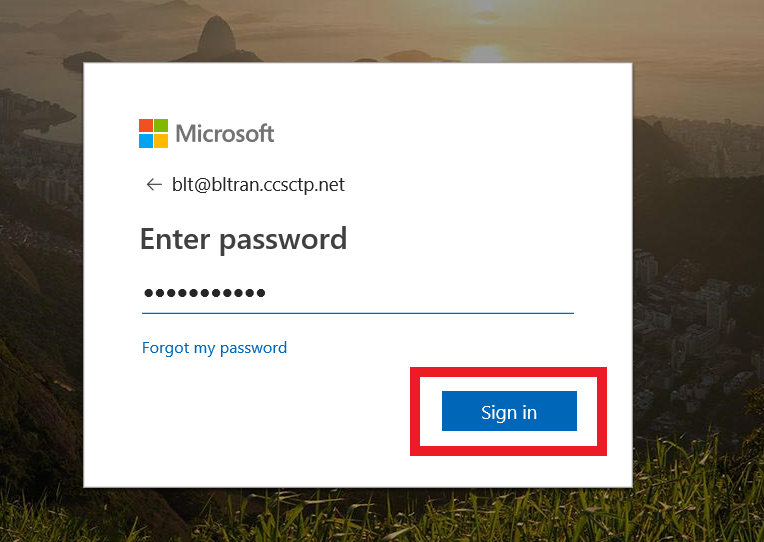 Microsoft
← blt@bltran.ccsctp.net
Enter password
•••••••••••
Forgot my password
Sign in